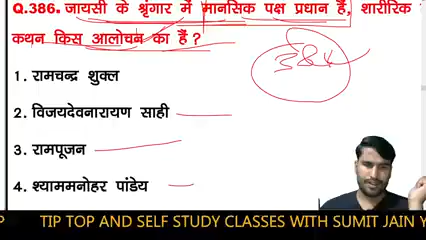 Q.386. जायसी के श्रृंगार में मानसिक पक्ष प्रधान हैं, शारीरिक
कथन किस आलोचन का हैं ?
1. रामचन्द्र शुक्ल
2. विजयदेवनारायण साही
3. रामपूजन
4. श्याममनोहर पांडेय
TIP TOP AND SELF STUDY CLASSES WITH SUMIT JAIN